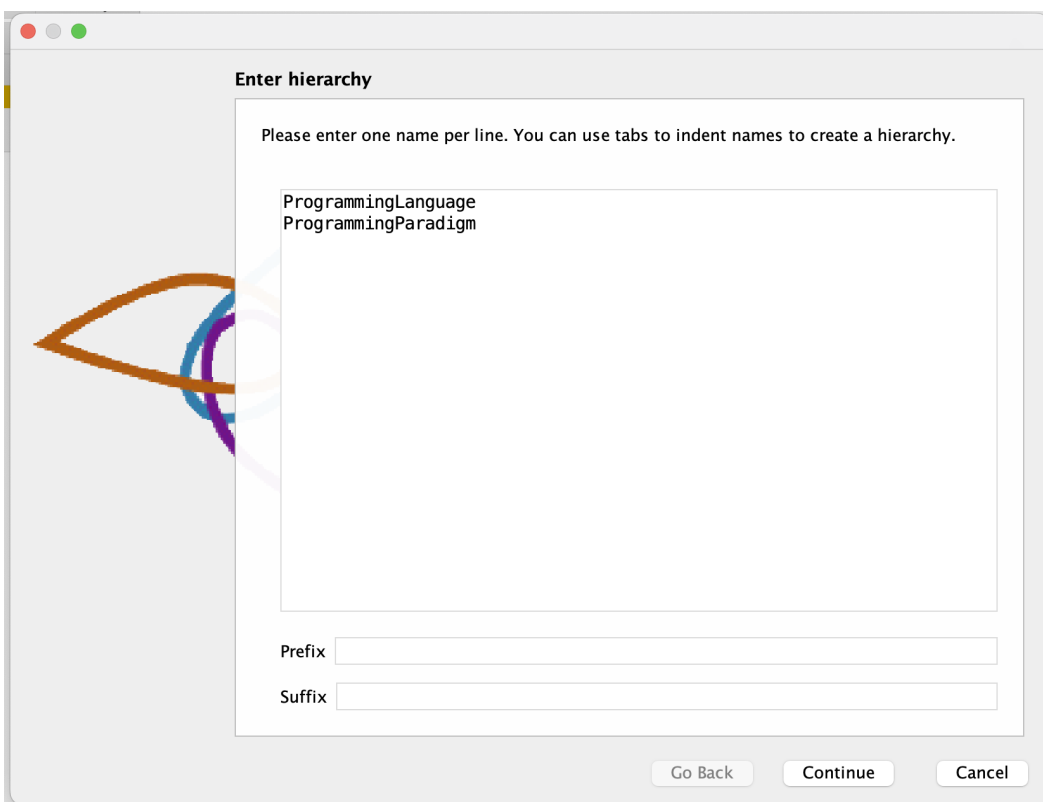 Enter hierarchy
Please enter one name per line. You can use tabs to indent names to create a hierarchy.
ProgrammingLanguage
ProgrammingParadigm
Prefix
Suffix
Go Back
Continue
Cancel